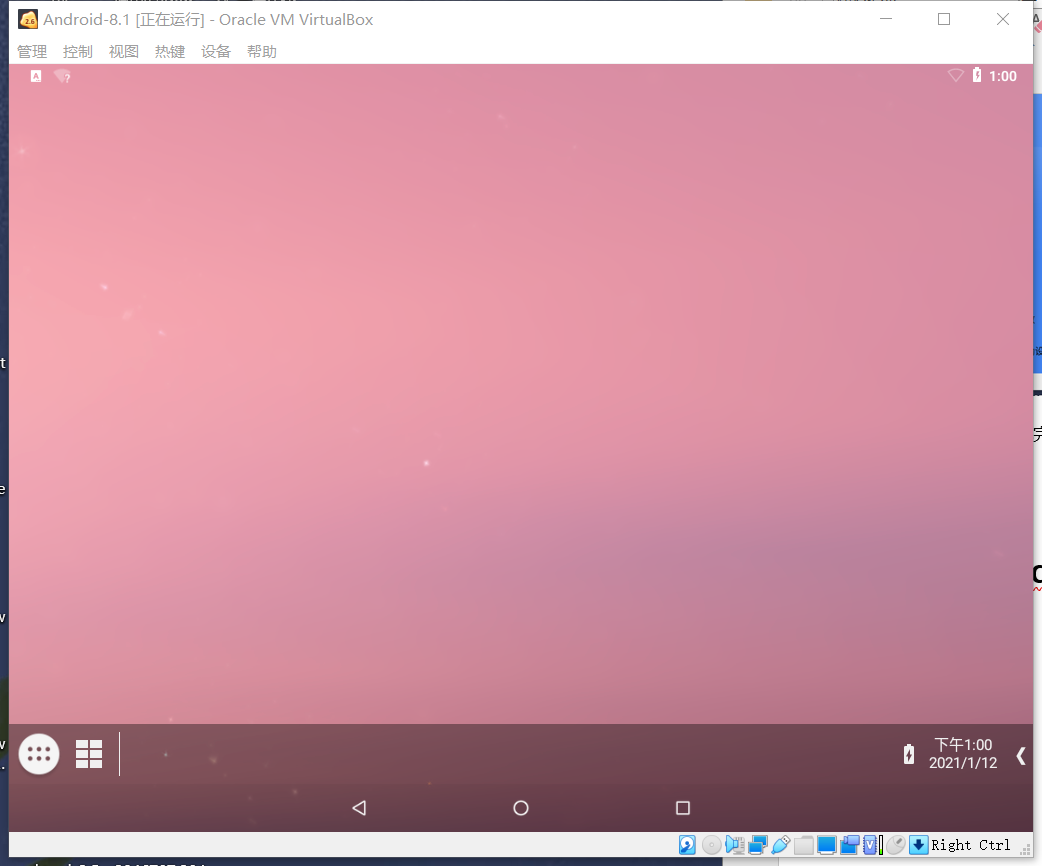 Android-8.1 [正在运行] - Oracle VM VirtualBox
管理 控制 视图 热键 设备 帮助
A ? 1:00
下午1:00
2021/1/12
Right Ctrl